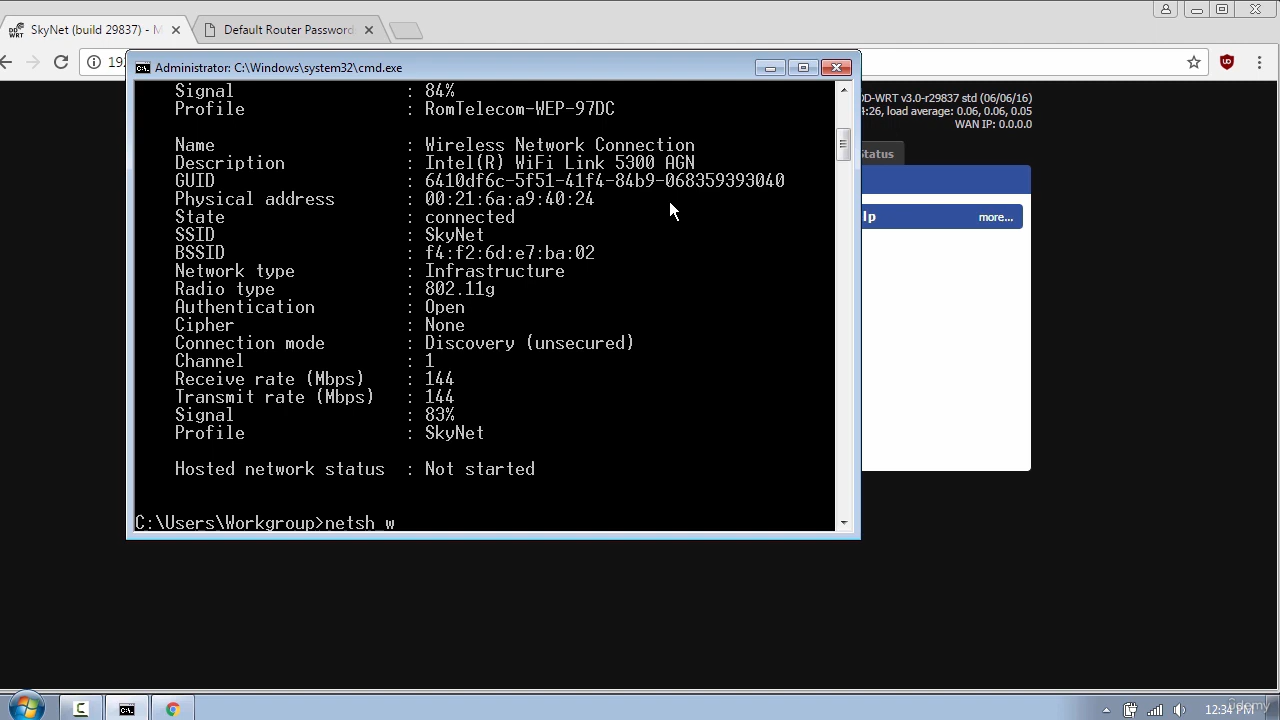 SkyNet (build 29837) - M
Default Router Password
19
Administrator: C:\Windows\system32\cmd.exe
Signal : 84%
Profile : RomTelecom-WEP-97DC
Name : Wireless Network Connection
Description : Intel(R) WiFi Link 5300 AGN
GUID : 6410df6c-5f51-41f4-84b9-068359393040
Physical address : 00:21:6a:a9:40:24
State : connected
SSID : SkyNet
BSSID : f4:f2:6d:e7:ba:02
Network type : Infrastructure
Radio type : 802.11g
Authentication : Open
Cipher : None
Connection mode : Discovery (unsecured)
Channel : 1
Receive rate (Mbps) : 144
Transmit rate (Mbps) : 144
Signal : 83%
Profile : SkyNet
Hosted network status : Not started
C:\Users\Workgroup>netsh w
D-WRT v3.0-r29837 std (06/06/16)
4:26, load average: 0.06, 0.06, 0.05
WAN IP: 0.0.0.0
Status
lp more...
12:34 PM
Udemy